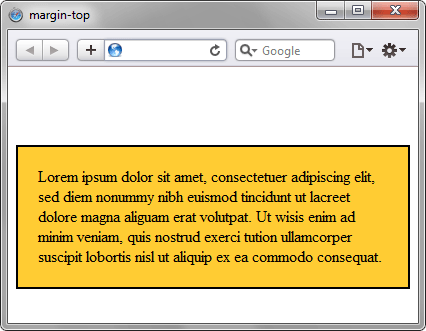 margin-top
Google
Lorem ipsum dolor sit amet, consectetuer adipiscing elit,
sed diem nonummy nibh euismod tincidunt ut lacreet
dolore magna aliguam erat volutpat. Ut wisis enim ad
minim veniam, quis nostrud exerci tution ullamcorper
suscipit lobortis nisl ut aliquip ex ea commodo consequat.